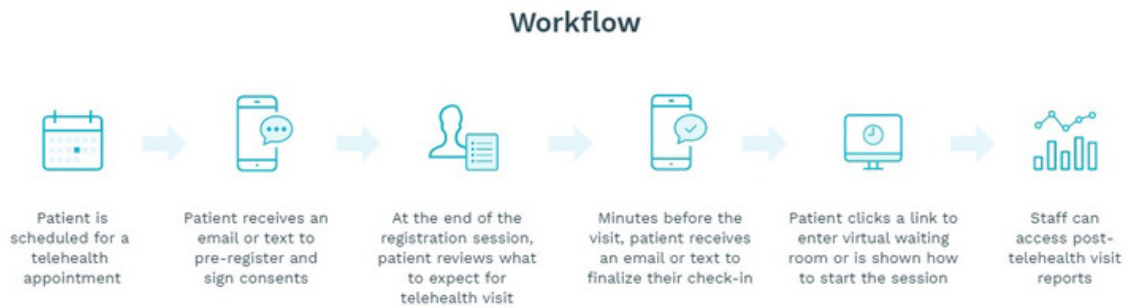 Workflow
Patient is
scheduled for a
telehealth
appointment
Patient receives an
email or text to
pre-register and
sign consents
At the end of the
registration session,
patient reviews what
to expect for
telehealth visit
Minutes before the
visit, patient receives
an email or text to
finalize their check-in
Patient clicks a link to
enter virtual waiting
room or is shown how
to start the session
Staff can
access post-
telehealth visit
reports